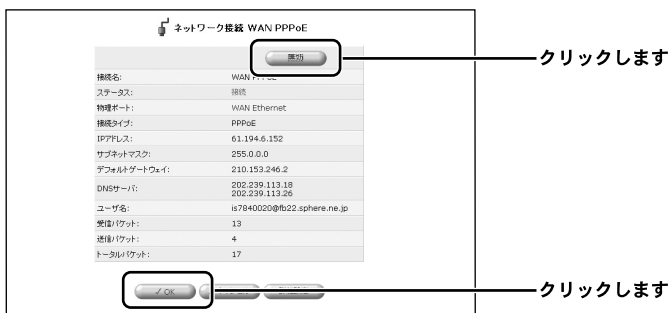 ネットワーク接続 WAN PPPoE
無効
クリックします
接続名: WAN
ステータス: 接続
物理ポート: WAN Ethernet
接続タイプ: PPPoE
IPアドレス: 61.194.6.152
サブネットマスク: 255.0.0.0
デフォルトゲートウェイ: 210.153.246.2
DNSサーバ: 202.239.113.18
202.239.113.26
ユーザ名: is7840020@fb22.sphere.ne.jp
受信パケット: 13
送信パケット: 4
トータルパケット: 17
√ OK
クリックします